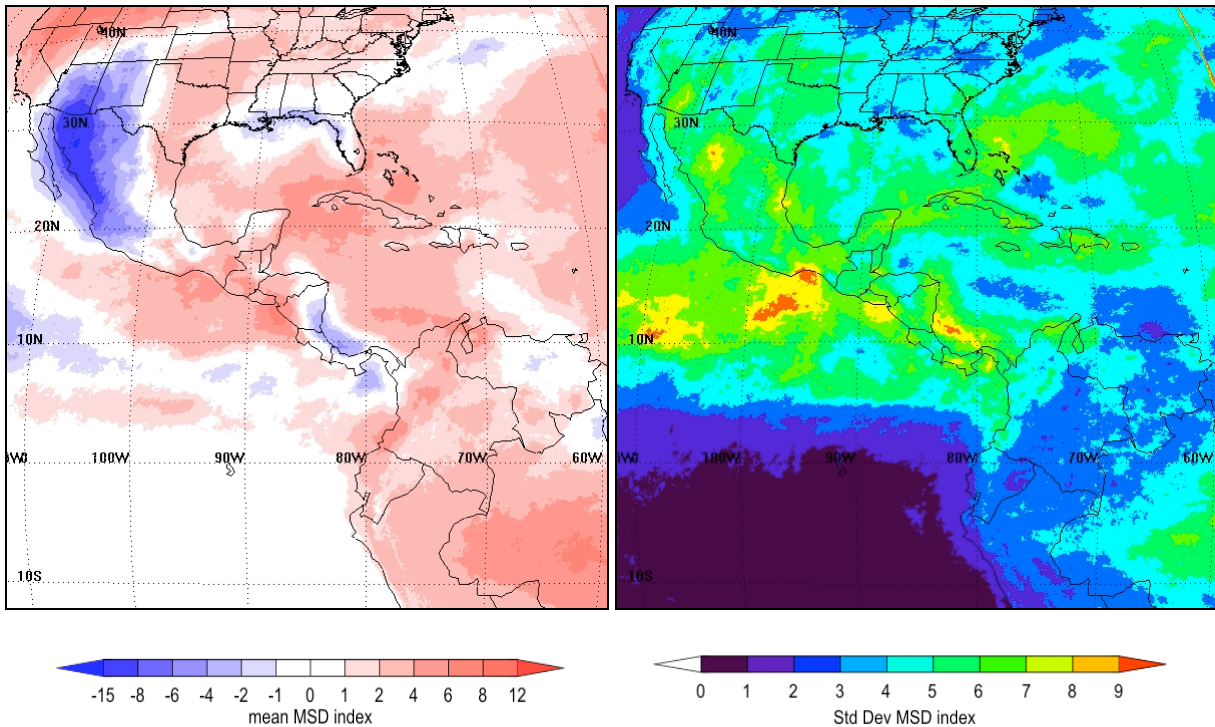 40N 40N
30N 30N
20N 20N
10N 10N
0W 100W 90W 80W 70W 60W 0W 100W 90W 80W 70W 60W
10S 10S
-15 -8 -6 -4 -2 -1 0 1 2 4 6 8 12 0 1 2 3 4 5 6 7 8 9
mean MSD index Std Dev MSD index